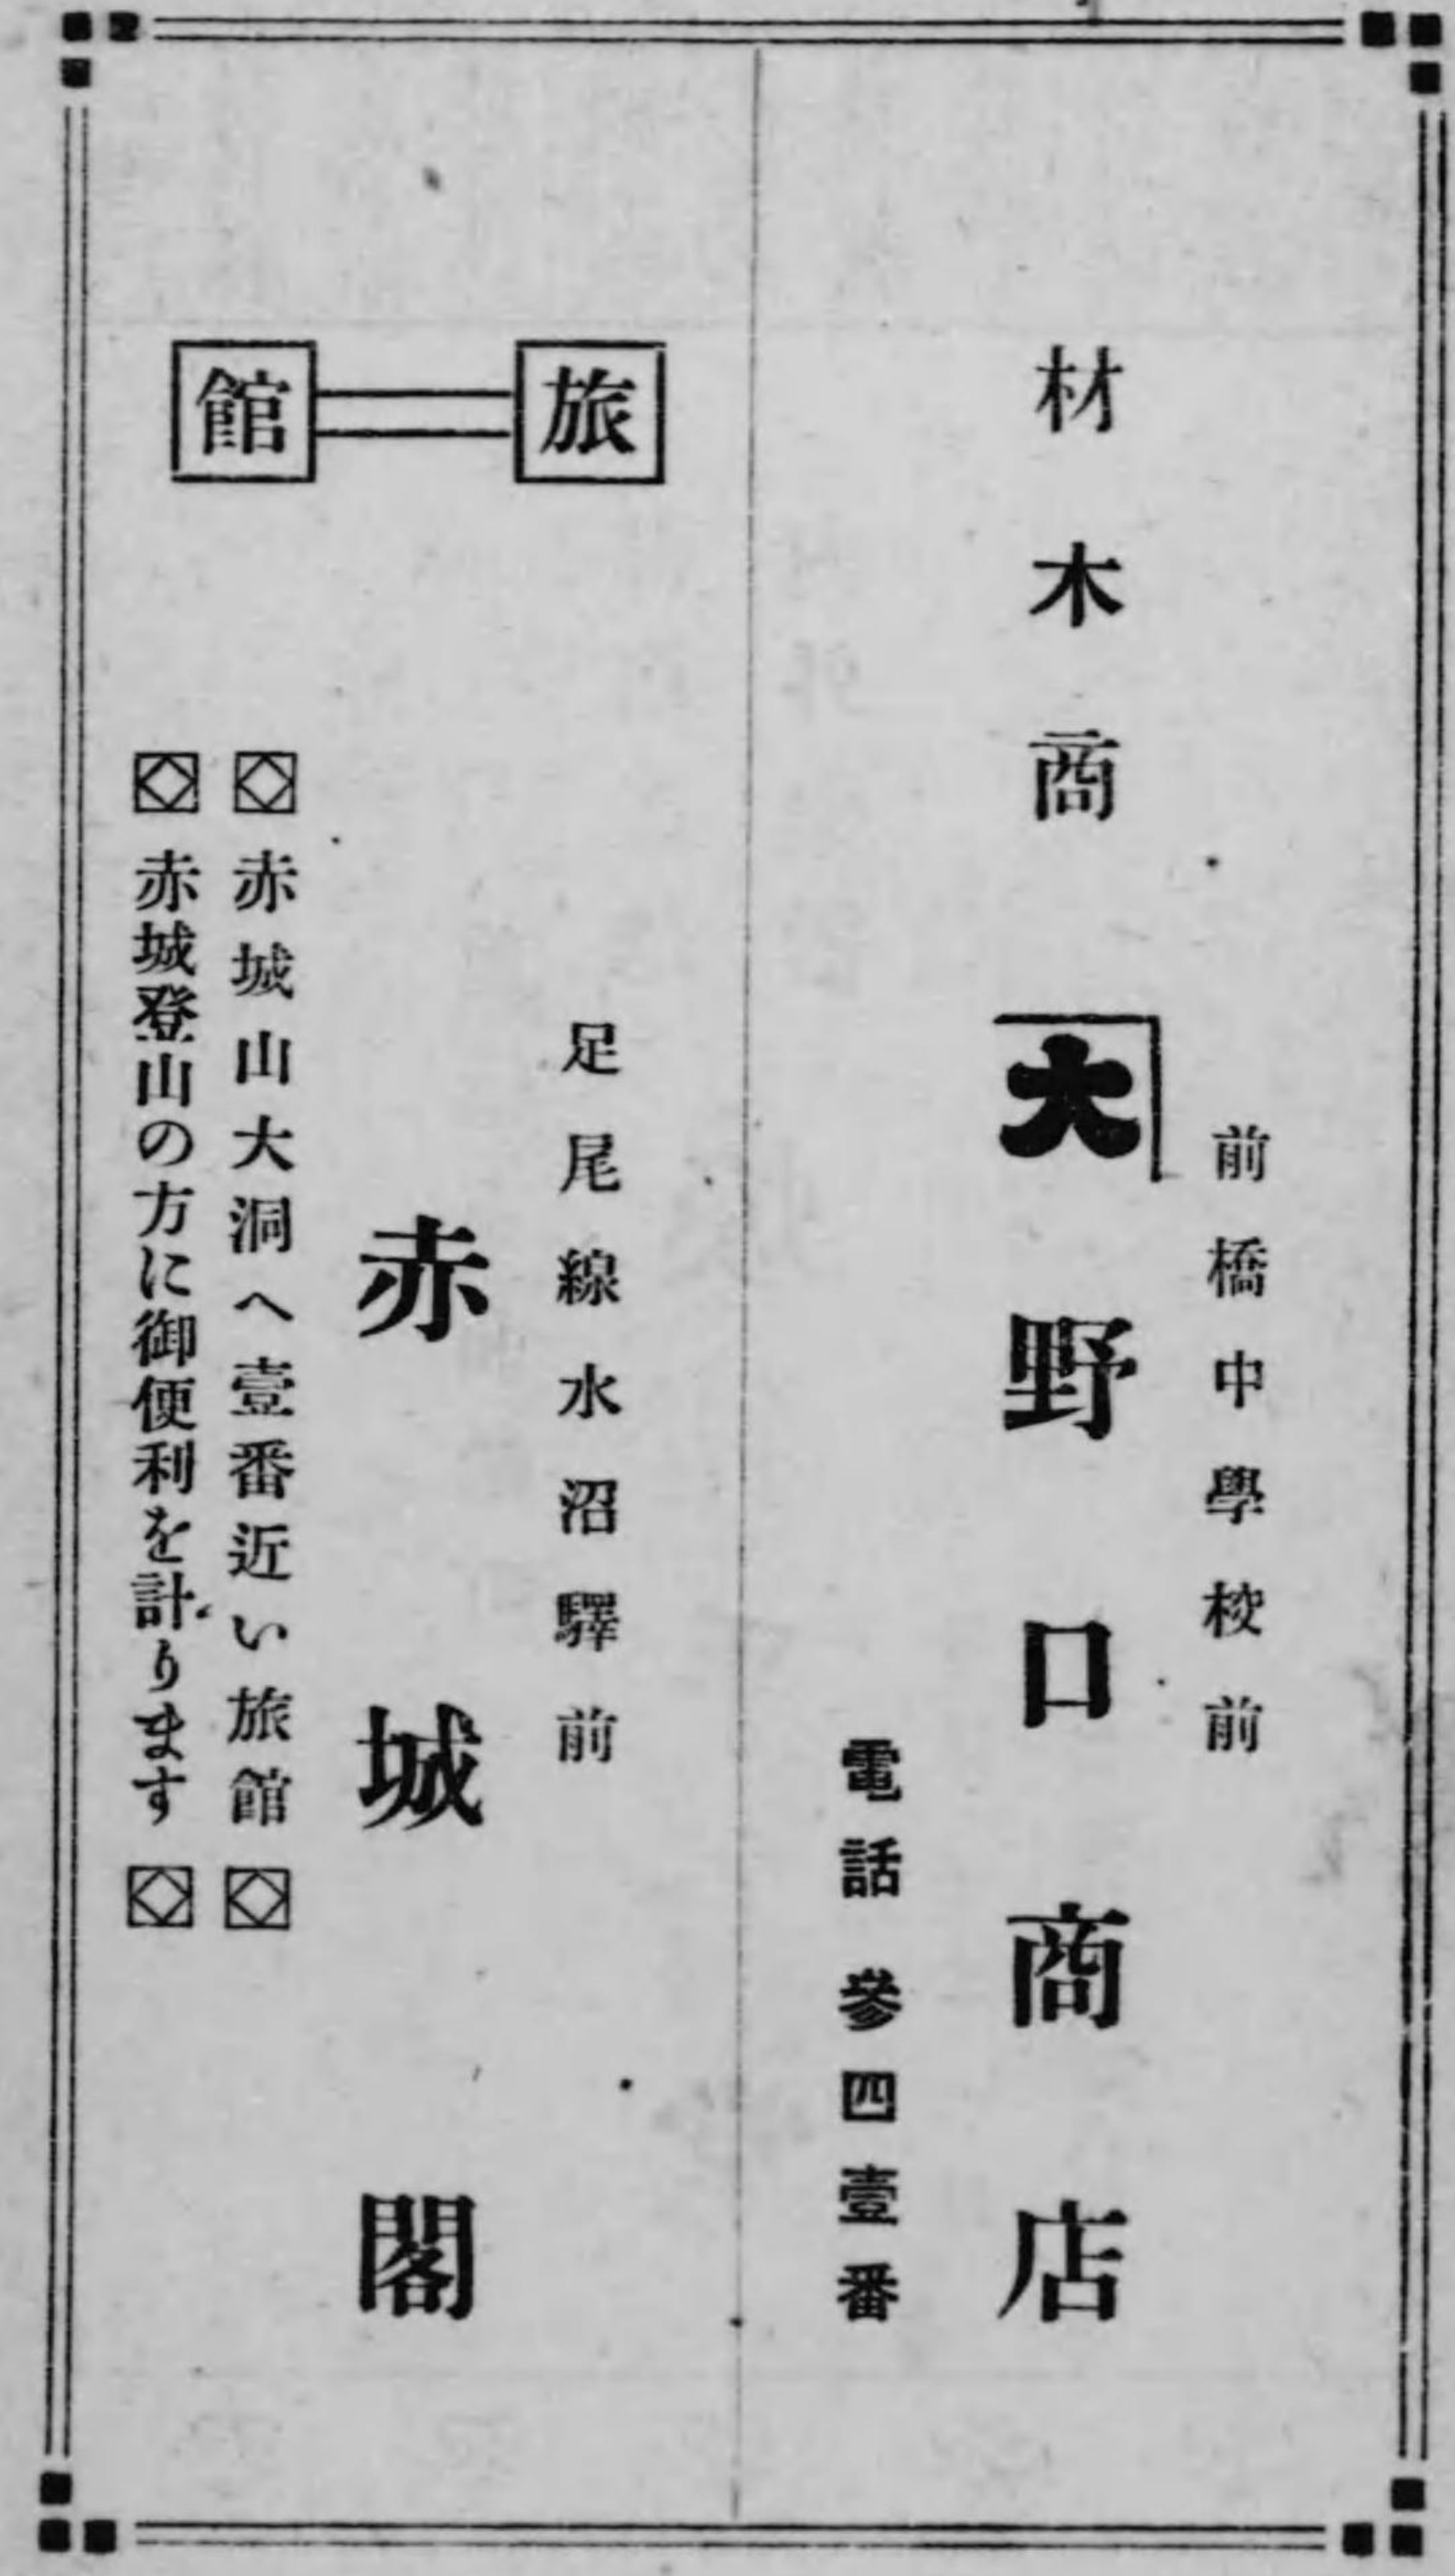 前橋中學校前
材木商 大 野口商店
電話參四壹番
旅館
足尾線水沼驛前
赤城閣
赤城山大洞へ壹番近い旅館
赤城登山の方に御便利を計ります